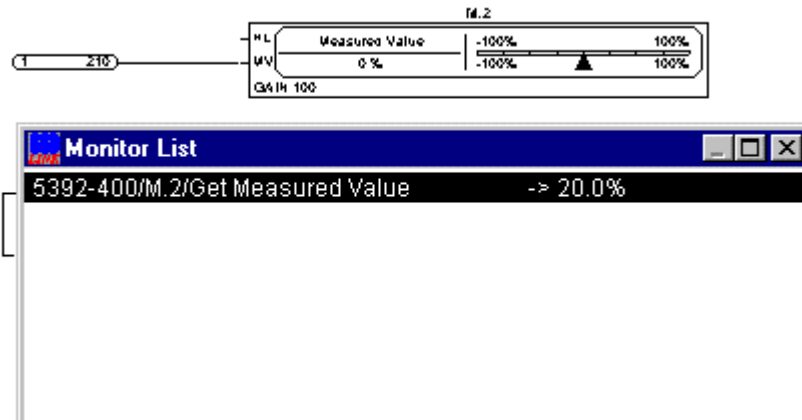 M.2
ML Measured Value -100% 100%
1 210 MV 0 % -100% 100%
GAIN 100
Monitor List
5392-400/M.2/Get Measured Value -> 20.0%